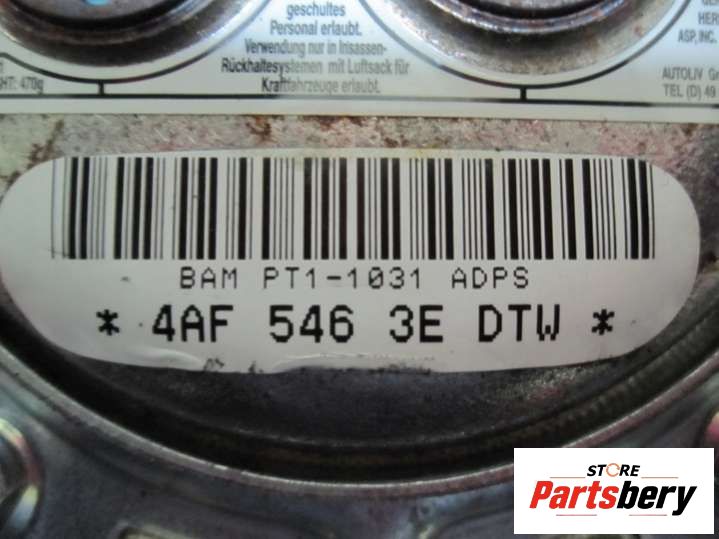 geschultes
Personal erlaubt.
Verwendung nur in Insassen-
Rückhaltesystemen mit Luftsack für
Kraftfahrzeuge erlaubt.
HT: 470g
HER
ASP, INC.
AUTOLIV G
TEL (D) 49
BAM PT1-1031 ADPS
* 4AF 546 3E DTW *
STORE
Partsbery